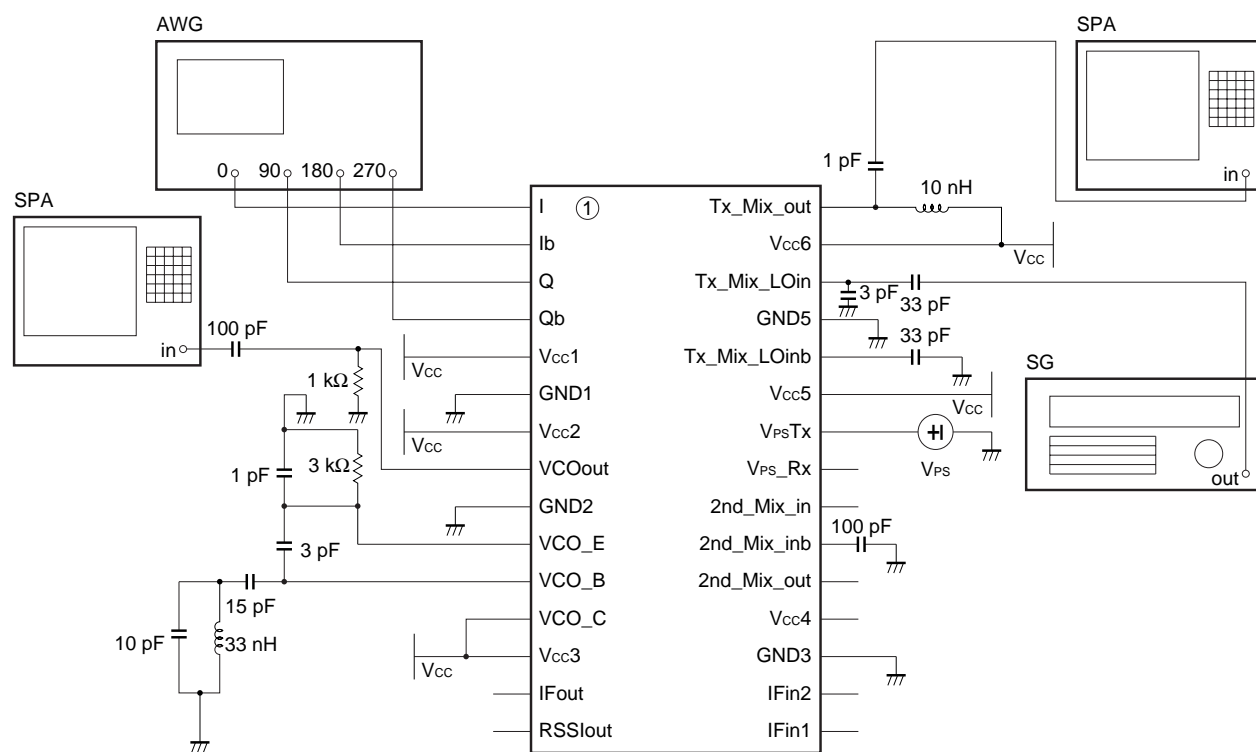 AWG
SPA
0 90 180 270
1 pF
10 nH
in
SPA
I ① Tx_Mix_out
Ib VCC6
VCC
Q Tx_Mix_LOin
3 pF
33 pF
Qb GND5
100 pF
in
33 pF
VCC1 Tx_Mix_LOinb
VCC
SG
1 kΩ
GND1 VCC5
VCC
VCC2 VPSTx
VCC
VPS
3 kΩ
1 pF
VCOout VPS_Rx
out
GND2 2nd_Mix_in
100 pF
3 pF
VCO_E 2nd_Mix_inb
VCO_B 2nd_Mix_out
15 pF
VCO_C VCC4
10 pF
33 nH
VCC3 GND3
VCC
IFout IFin2
RSSIout IFin1